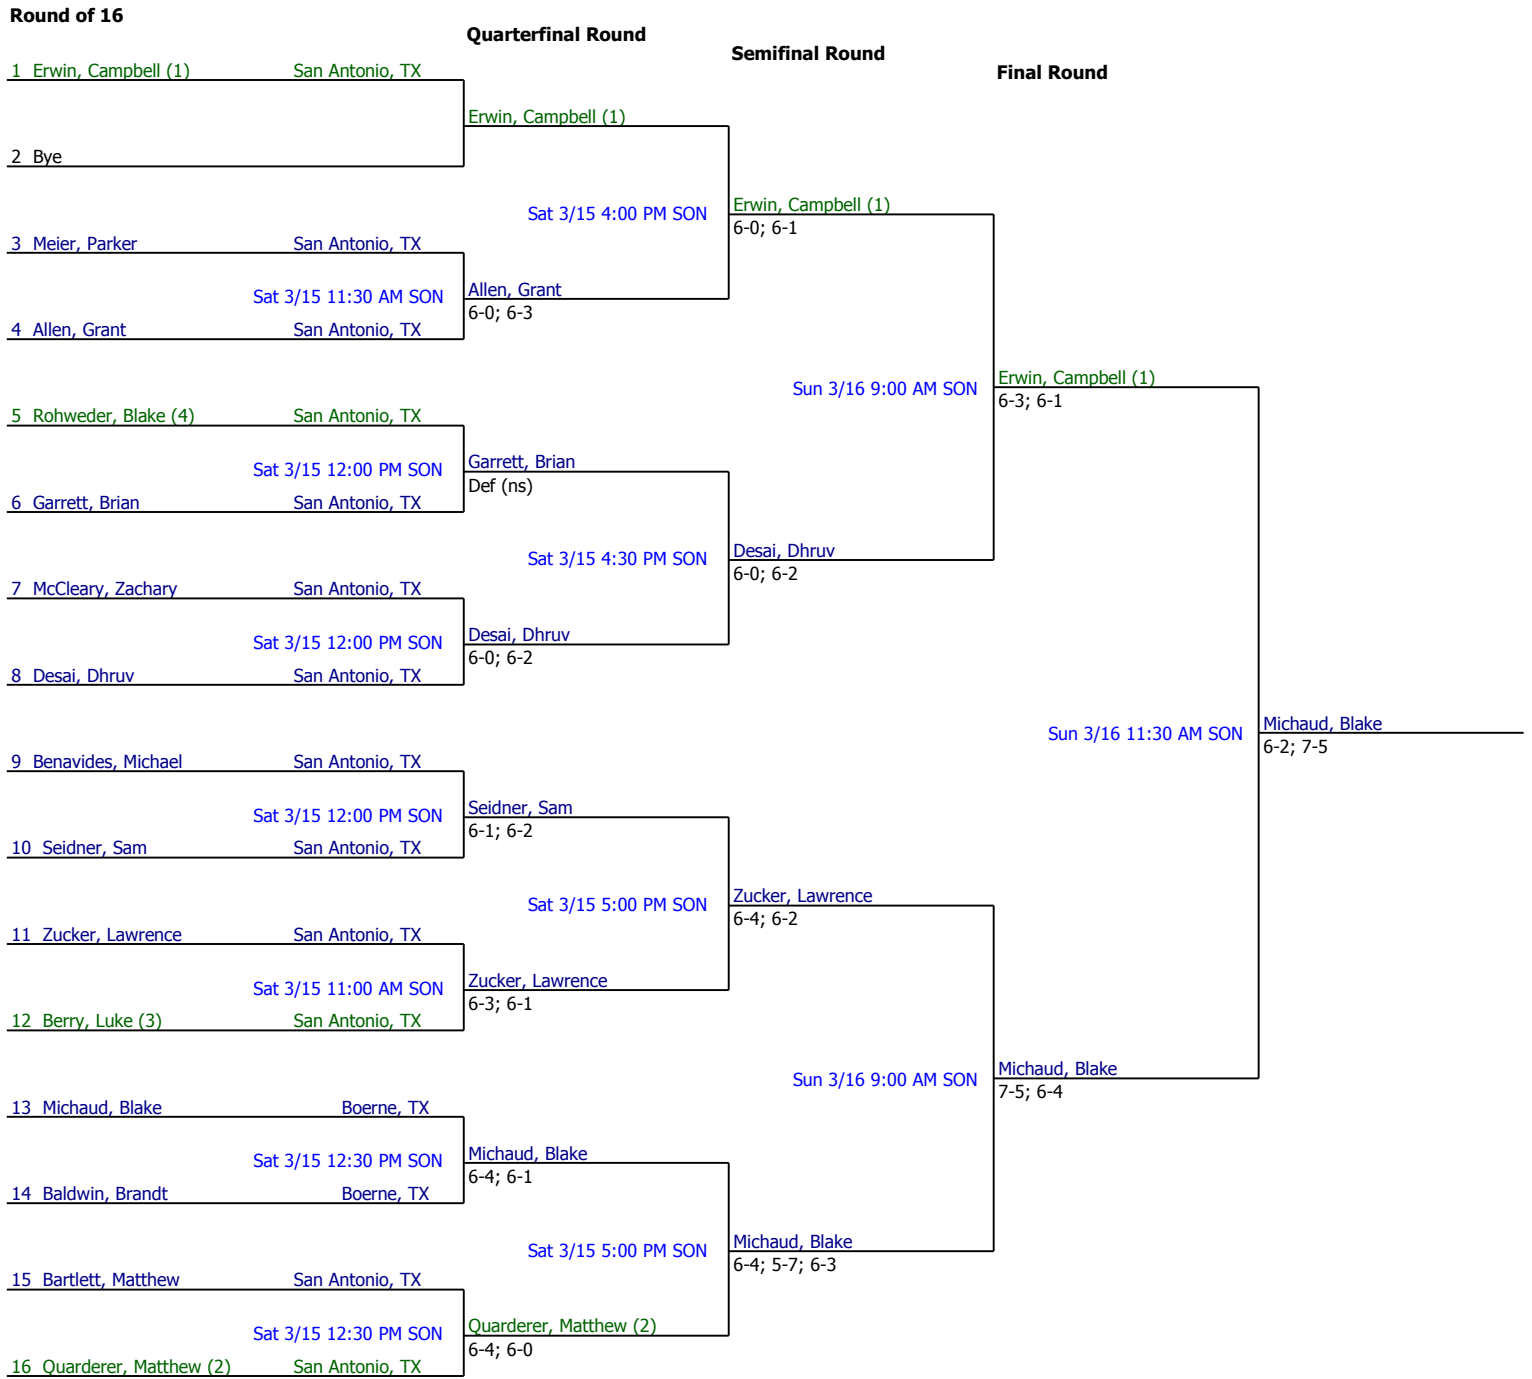 Round of 16
Quarterfinal Round
Semifinal Round
Final Round
1 Erwin, Campbell (1) San Antonio, TX
Erwin, Campbell (1)
2 Bye
Sat 3/15 4:00 PM SON
Erwin, Campbell (1)
6-0; 6-1
3 Meier, Parker San Antonio, TX
Sat 3/15 11:30 AM SON
Allen, Grant
6-0; 6-3
4 Allen, Grant San Antonio, TX
Sun 3/16 9:00 AM SON
Erwin, Campbell (1)
6-3; 6-1
5 Rohweder, Blake (4) San Antonio, TX
Sat 3/15 12:00 PM SON
Garrett, Brian
Def (ns)
6 Garrett, Brian San Antonio, TX
Sat 3/15 4:30 PM SON
Desai, Dhruv
6-0; 6-2
7 McCleary, Zachary San Antonio, TX
Sat 3/15 12:00 PM SON
Desai, Dhruv
6-0; 6-2
8 Desai, Dhruv San Antonio, TX
Sun 3/16 11:30 AM SON
Michaud, Blake
6-2; 7-5
9 Benavides, Michael San Antonio, TX
Sat 3/15 12:00 PM SON
Seidner, Sam
6-1; 6-2
10 Seidner, Sam San Antonio, TX
Sat 3/15 5:00 PM SON
Zucker, Lawrence
6-4; 6-2
11 Zucker, Lawrence San Antonio, TX
Sat 3/15 11:00 AM SON
Zucker, Lawrence
6-3; 6-1
12 Berry, Luke (3) San Antonio, TX
Sun 3/16 9:00 AM SON
Michaud, Blake
7-5; 6-4
13 Michaud, Blake Boerne, TX
Sat 3/15 12:30 PM SON
Michaud, Blake
6-4; 6-1
14 Baldwin, Brandt Boerne, TX
Sat 3/15 5:00 PM SON
Michaud, Blake
6-4; 5-7; 6-3
15 Bartlett, Matthew San Antonio, TX
Sat 3/15 12:30 PM SON
Quarderer, Matthew (2)
6-4; 6-0
16 Quarderer, Matthew (2) San Antonio, TX